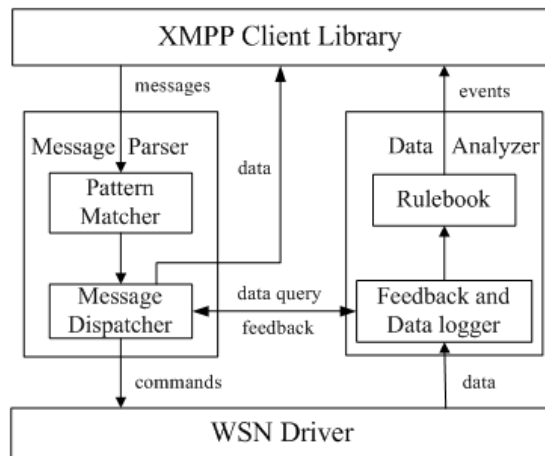 XMPP Client Library
messages
events
Message Parser
Data Analyzer
data
Pattern
Matcher
Rulebook
Message
Dispatcher
data query
feedback
Feedback and
Data logger
commands
data
WSN Driver